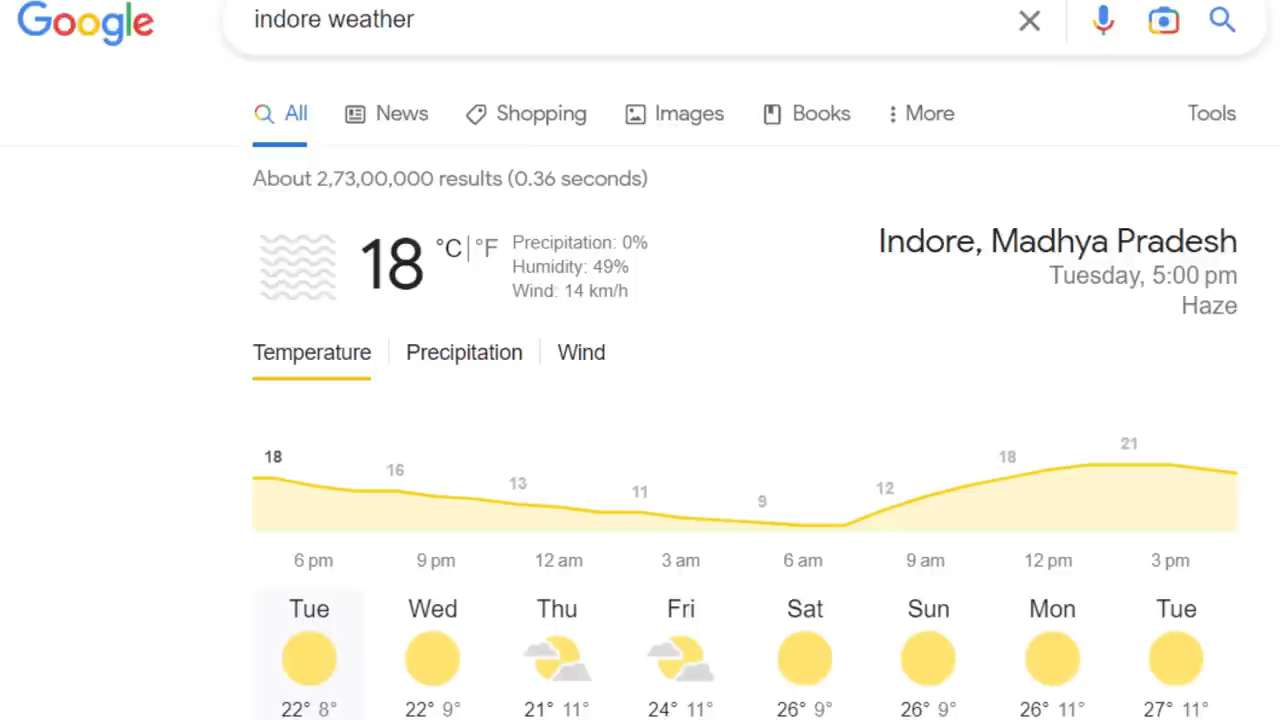 Google
indore weather
All News Shopping Images Books More Tools
About 2,73,00,000 results (0.36 seconds)
18 °C | °F
Precipitation: 0%
Humidity: 49%
Wind: 14 km/h
Indore, Madhya Pradesh
Tuesday, 5:00 pm
Haze
Temperature | Precipitation | Wind
18 16 13 11 9 12 18 21
6 pm 9 pm 12 am 3 am 6 am 9 am 12 pm 3 pm
Tue Wed Thu Fri Sat Sun Mon Tue
22° 8° 22° 9° 21° 11° 24° 11° 26° 9° 26° 9° 26° 11° 27° 11°